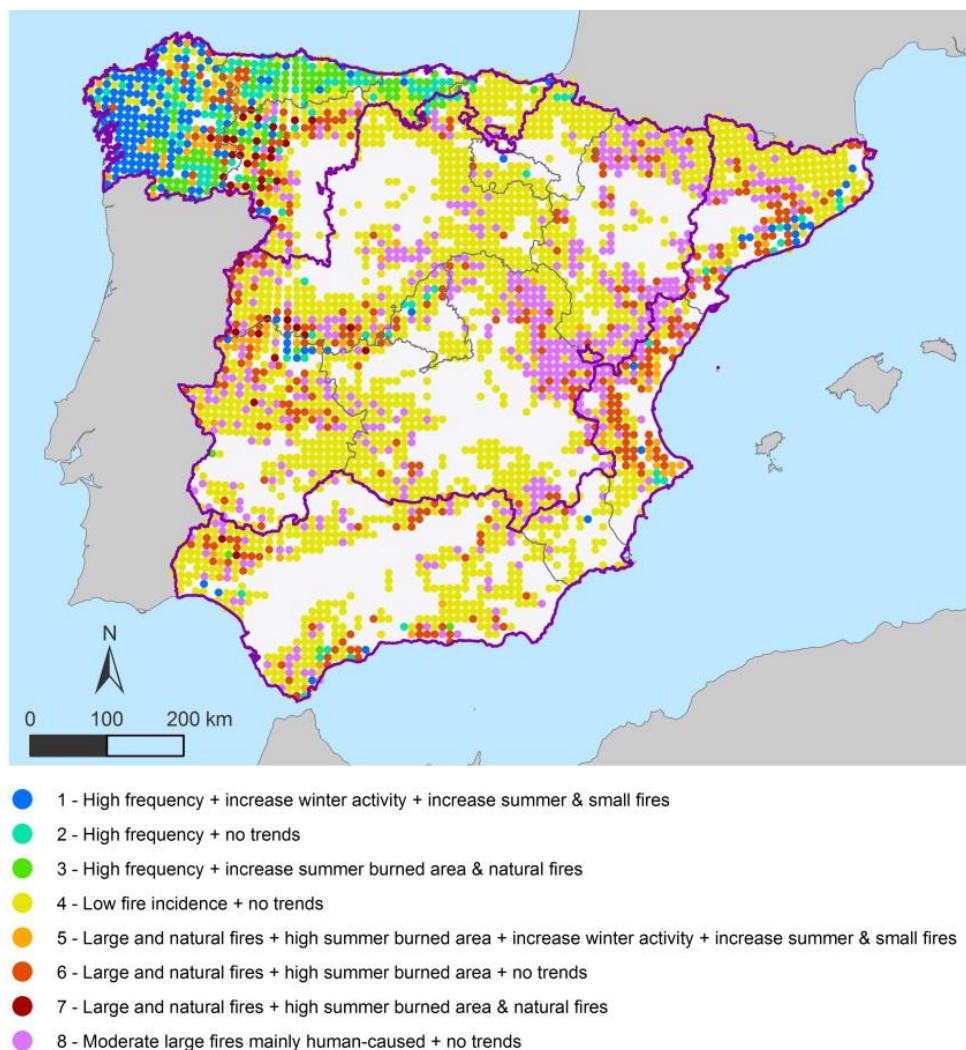 N
0 100 200 km
1 - High frequency + increase winter activity + increase summer & small fires
2 - High frequency + no trends
3 - High frequency + increase summer burned area & natural fires
4 - Low fire incidence + no trends
5 - Large and natural fires + high summer burned area + increase winter activity + increase summer & small fires
6 - Large and natural fires + high summer burned area + no trends
7 - Large and natural fires + high summer burned area & natural fires
8 - Moderate large fires mainly human-caused + no trends